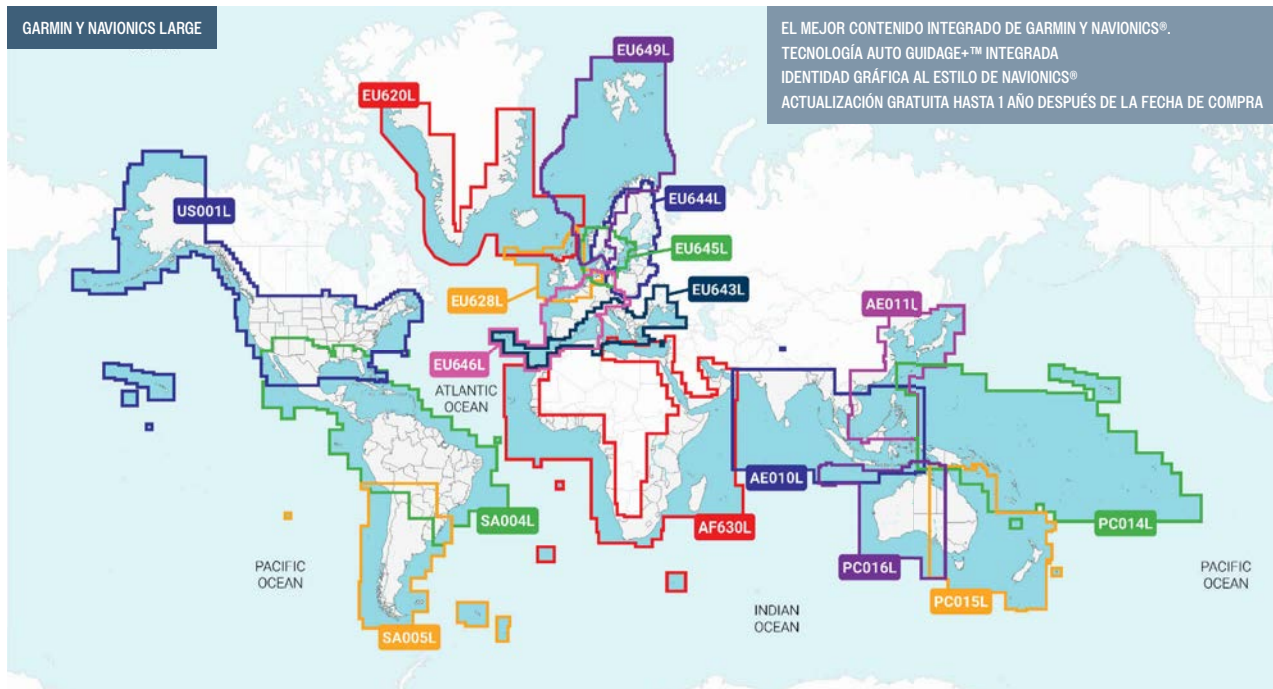 GARMIN Y NAVIONICS LARGE
EL MEJOR CONTENIDO INTEGRADO DE GARMIN Y NAVIONICS®.
TECNOLOGÍA AUTO GUIDAGE+™ INTEGRADA
IDENTIDAD GRÁFICA AL ESTILO DE NAVIONICS®
ACTUALIZACIÓN GRATUITA HASTA 1 AÑO DESPUÉS DE LA FECHA DE COMPRA
EU649L
EU620L
US001L
EU644L
EU645L
EU643L
EU628L
AE011L
EU646L
ATLANTIC
OCEAN
AE010L
SA004L
AF630L
PC014L
PC016L
PACIFIC
OCEAN
PACIFIC
OCEAN
PC015L
INDIAN
OCEAN
SA005L